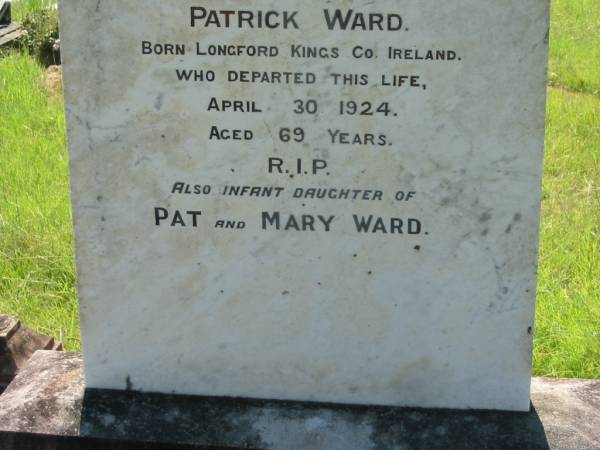 Patrick Ward.
Born Longford Kings Co. Ireland.
who departed this life,
April 30 1924.
Aged 69 Years.
R.I.P.
Also infant daughter of
Pat and Mary Ward.